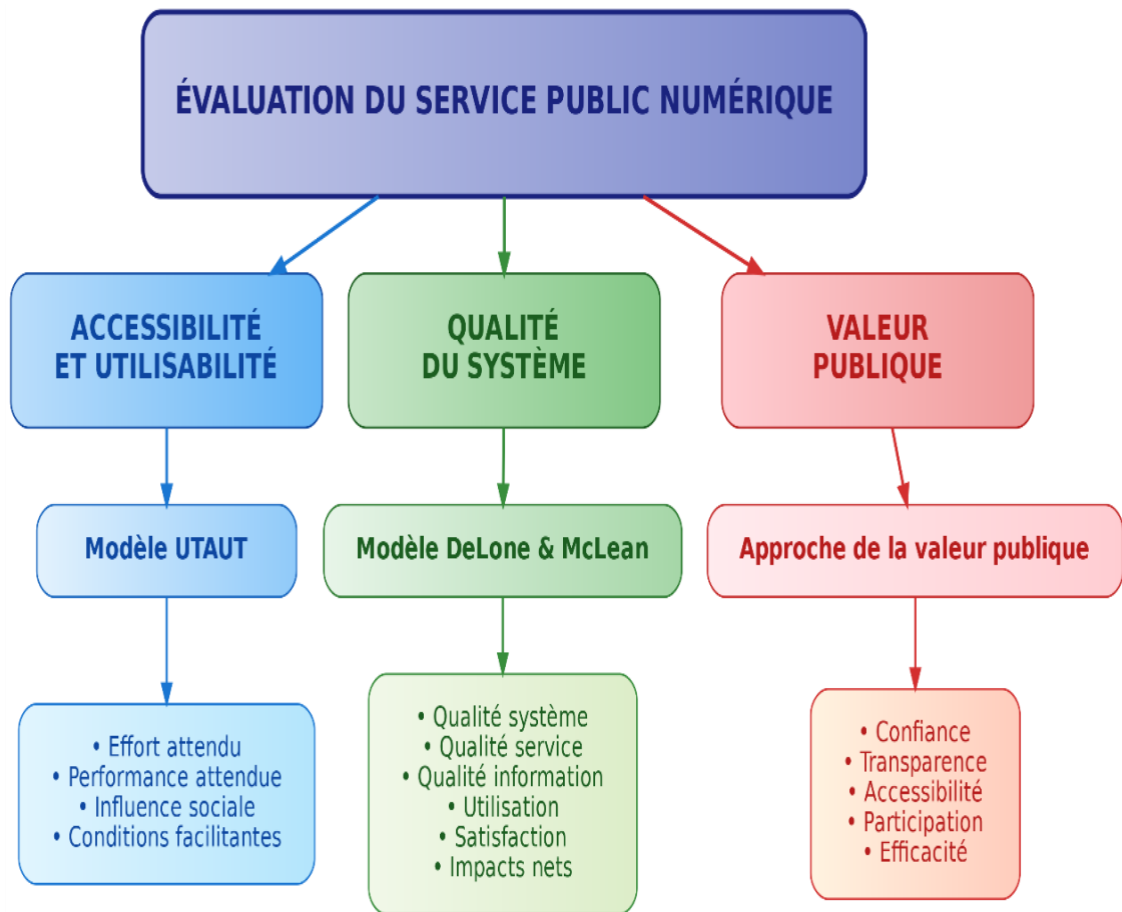 ÉVALUATION DU SERVICE PUBLIC NUMÉRIQUE
ACCESSIBILITÉ
ET UTILISABILITÉ
QUALITÉ
DU SYSTÈME
VALEUR
PUBLIQUE
Modèle UTAUT
Modèle DeLone & McLean
Approche de la valeur publique
• Effort attendu
• Performance attendue
• Influence sociale
• Conditions facilitantes
• Qualité système
• Qualité service
• Qualité information
• Utilisation
• Satisfaction
• Impacts nets
• Confiance
• Transparence
• Accessibilité
• Participation
• Efficacité